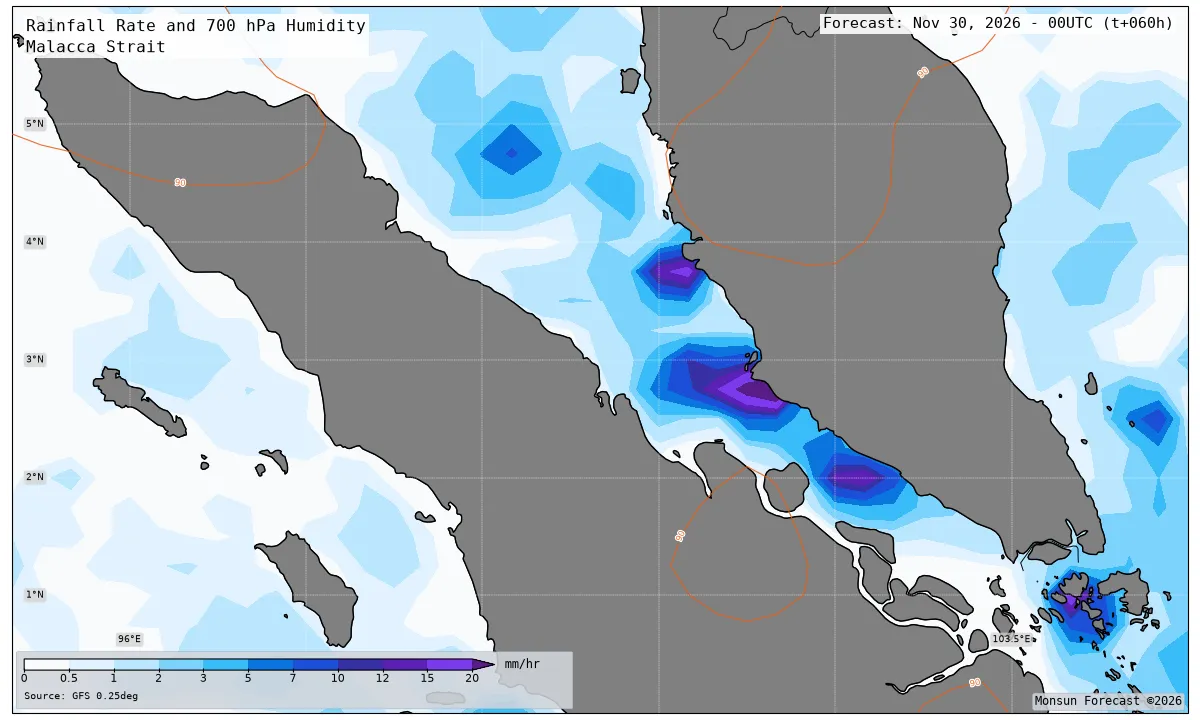 Rainfall Rate and 700 hPa Humidity
Malacca Strait
Forecast: Nov 30, 2026 - 00UTC (t+060h)
90
90
5°N
4°N
3°N
2°N
1°N
90
90
96°E
103.5°E
0 0.5 1 2 3 5 7 10 12 15 20
mm/hr
Source: GFS 0.25deg
Monsun Forecast ©2026